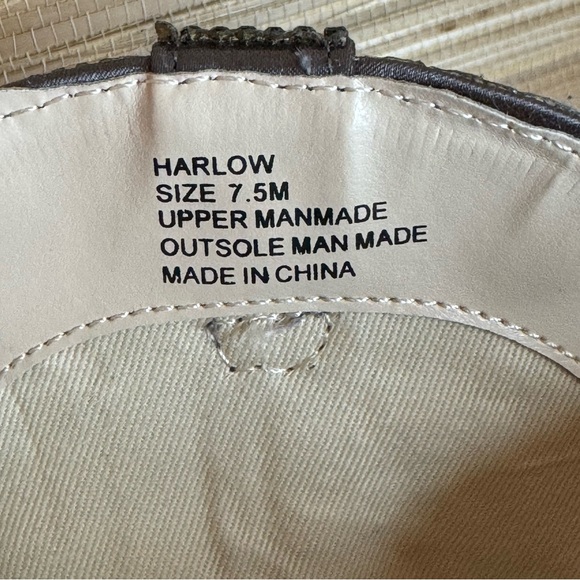 HARLOW
SIZE 7.5M
UPPER MANMADE
OUTSOLE MAN MADE
MADE IN CHINA